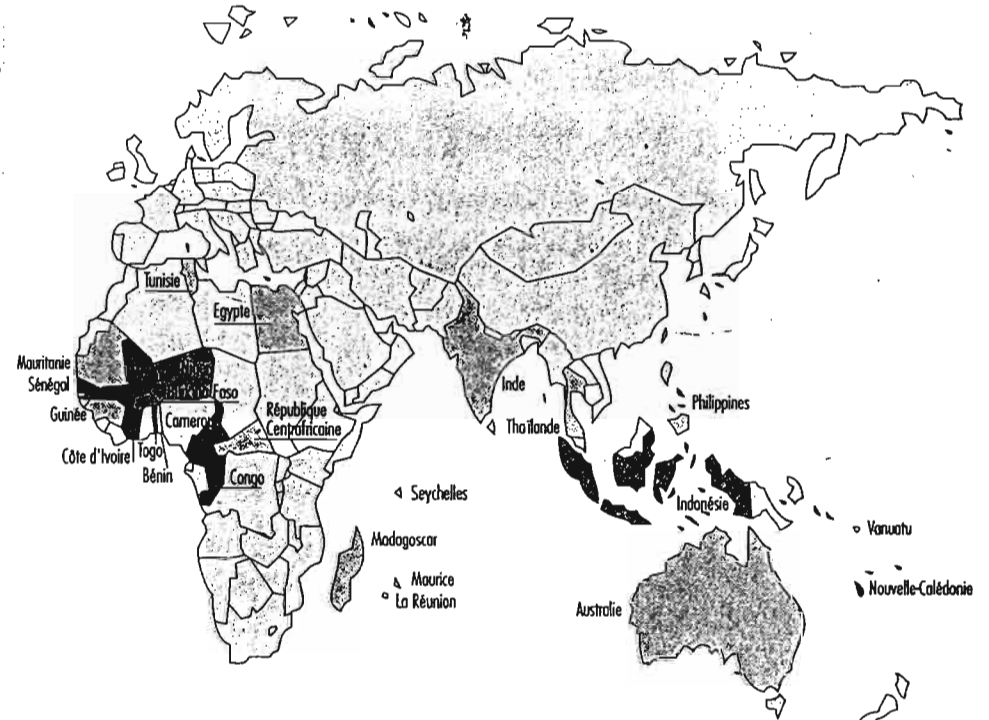 Tunisie
Egypte
Mauritanie
Sénégal
Faso
Guinée
République
Centrafricaine
Côte d'Ivoire
Togo
Bénin
Congo
Inde
Thaïlande
Philippines
Indonésie
Seychelles
Madagascar
Maurice
La Réunion
Australie
Vanuatu
Nouvelle-Calédonie